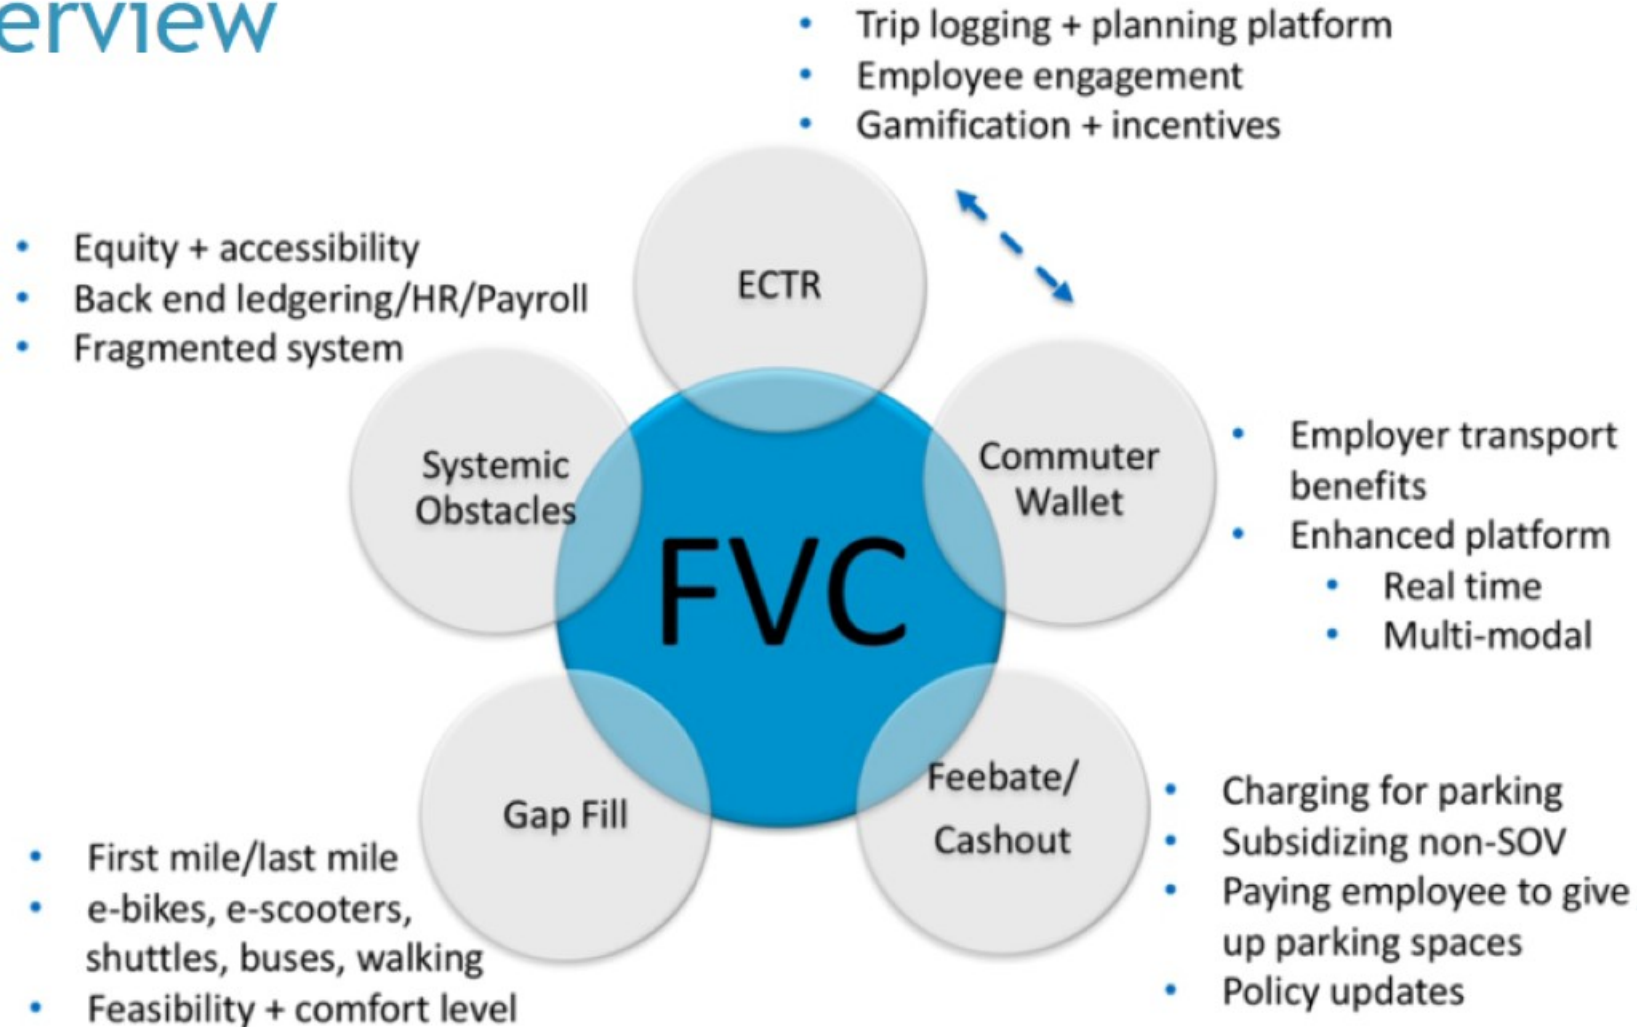 erview
• Trip logging + planning platform
• Employee engagement
• Gamification + incentives
ECTR
• Equity + accessibility
• Back end ledgering/HR/Payroll
• Fragmented system
Systemic
Obstacles
Commuter
Wallet
• Employer transport
benefits
• Enhanced platform
• Real time
• Multi-modal
FVC
Gap Fill
• First mile/last mile
• e-bikes, e-scooters,
shuttles, buses, walking
• Feasibility + comfort level
Feebate/
Cashout
• Charging for parking
• Subsidizing non-SOV
• Paying employee to give
up parking spaces
• Policy updates